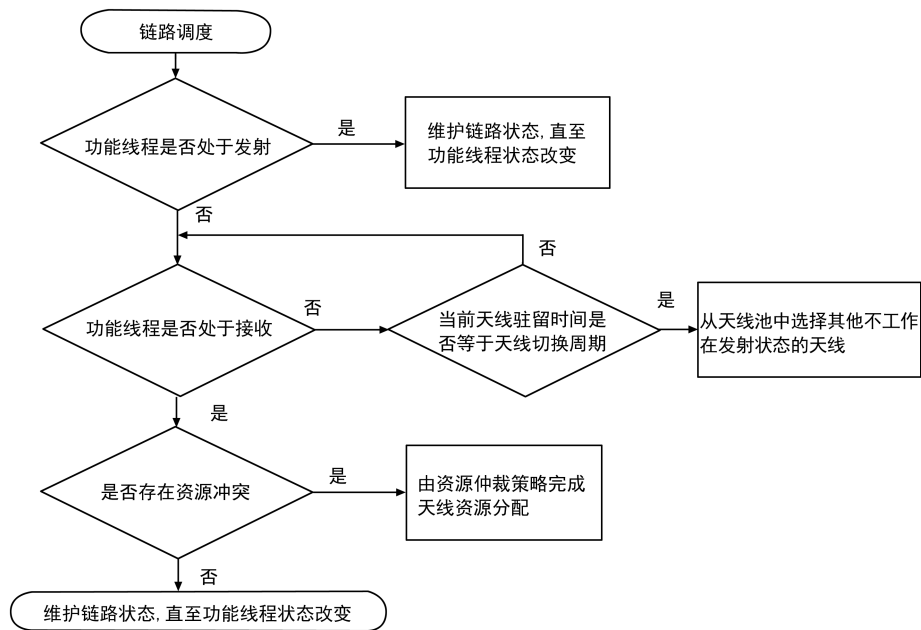 链路调度
功能线程是否处于发射
是
维护链路状态,直至
功能线程状态改变
否
否
功能线程是否处于接收
否
当前天线驻留时间是
否等于天线切换周期
是
从天线池中选择其他不工作
在发射状态的天线
是
是否存在资源冲突
是
由资源仲裁策略完成
天线资源分配
否
维护链路状态,直至功能线程状态改变